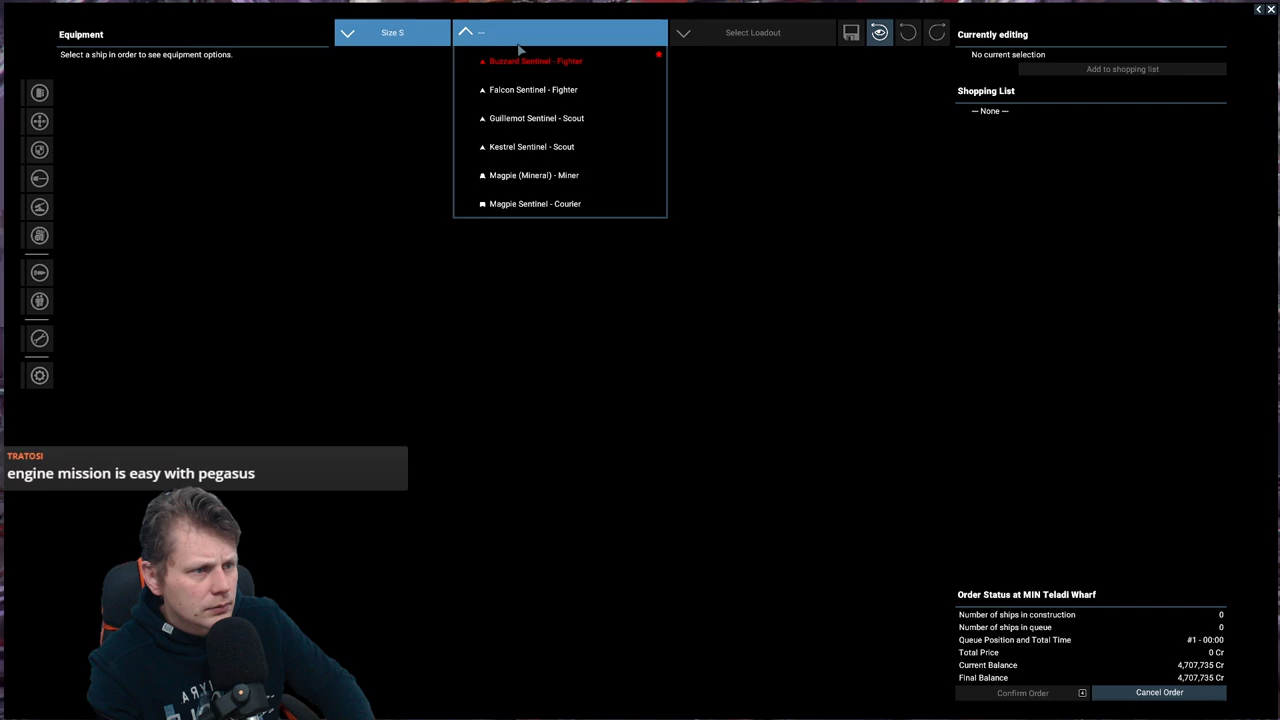 Equipment
Select a ship in order to see equipment options.
Size S
—
Select Loadout
Buzzard Sentinel - Fighter
Falcon Sentinel - Fighter
Guillemot Sentinel - Scout
Kestrel Sentinel - Scout
Magpie (Mineral) - Miner
Magpie Sentinel - Courier
Currently editing
No current selection
Add to shopping list
Shopping List
— None —
TRATOSI
engine mission is easy with pegasus
Order Status at MIN Teladi Wharf
Number of ships in construction 0
Number of ships in queue 0
Queue Position and Total Time #1 - 00:00
Total Price 0 Cr
Current Balance 4,707,735 Cr
Final Balance 4,707,735 Cr
Confirm Order
Cancel Order